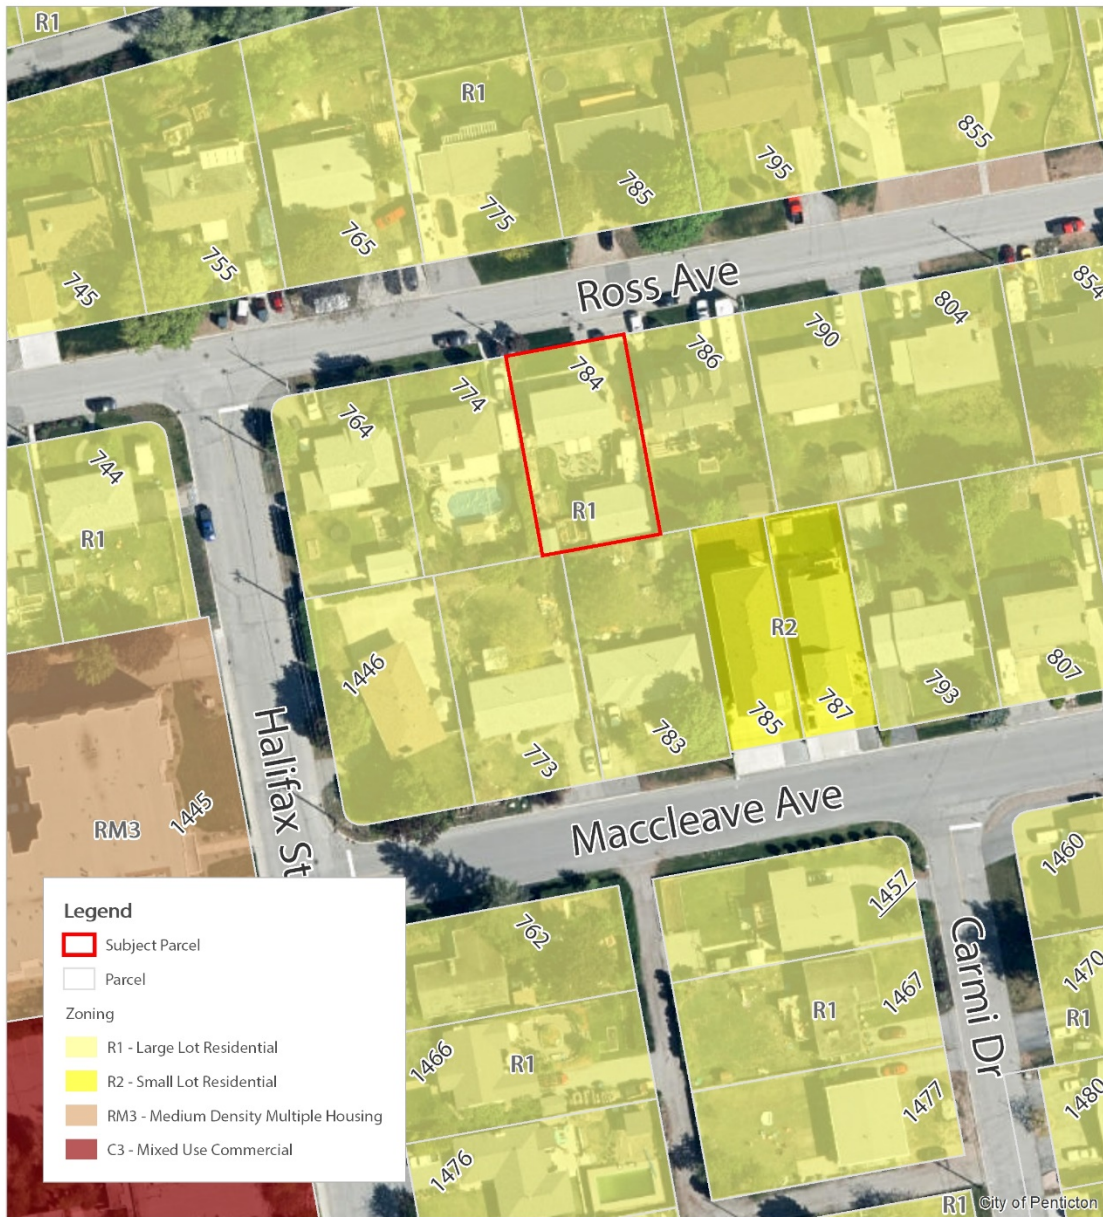 R1
R1
855
795
785
775
765
755
745
Ross Ave
854
804
790
786
784
774
764
744
R1
R1
R2
807
793
787
785
783
773
1446
Halifax St
1445
RM3
Maccleave Ave
1460
1457
762
Carmi Dr
1470
1467
R1
R1
1466
R1
1477
1480
1476
R1
Legend
Subject Parcel
Parcel
Zoning
R1 - Large Lot Residential
R2 - Small Lot Residential
RM3 - Medium Density Multiple Housing
C3 - Mixed Use Commercial
City of Penticton